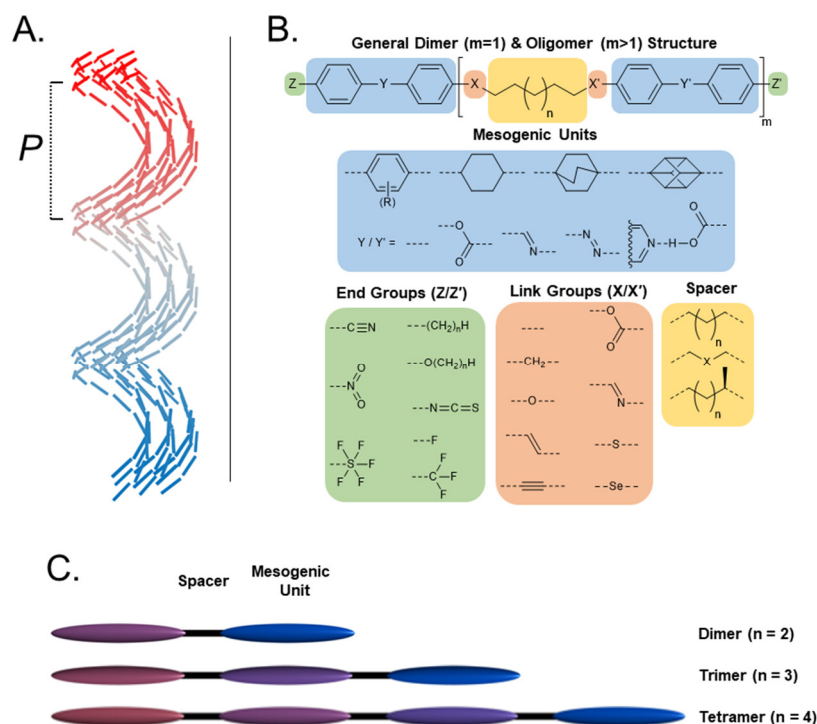 A.
P
B.
General Dimer (m=1) & Oligomer (m>1) Structure
Z Y X n X' Y' Z' m
Mesogenic Units
(R)
Y / Y' = O O N N N N H O O
End Groups (Z/Z')
C≡N
(CH₂)nH
N O O
O(CH₂)nH
N=C=S
F
F F F S F F
C F F F
Link Groups (X/X')
O O
CH₂
O
N
S
Se
Spacer
n
X
n
C.
Spacer
Mesogenic
Unit
Dimer (n = 2)
Trimer (n = 3)
Tetramer (n = 4)